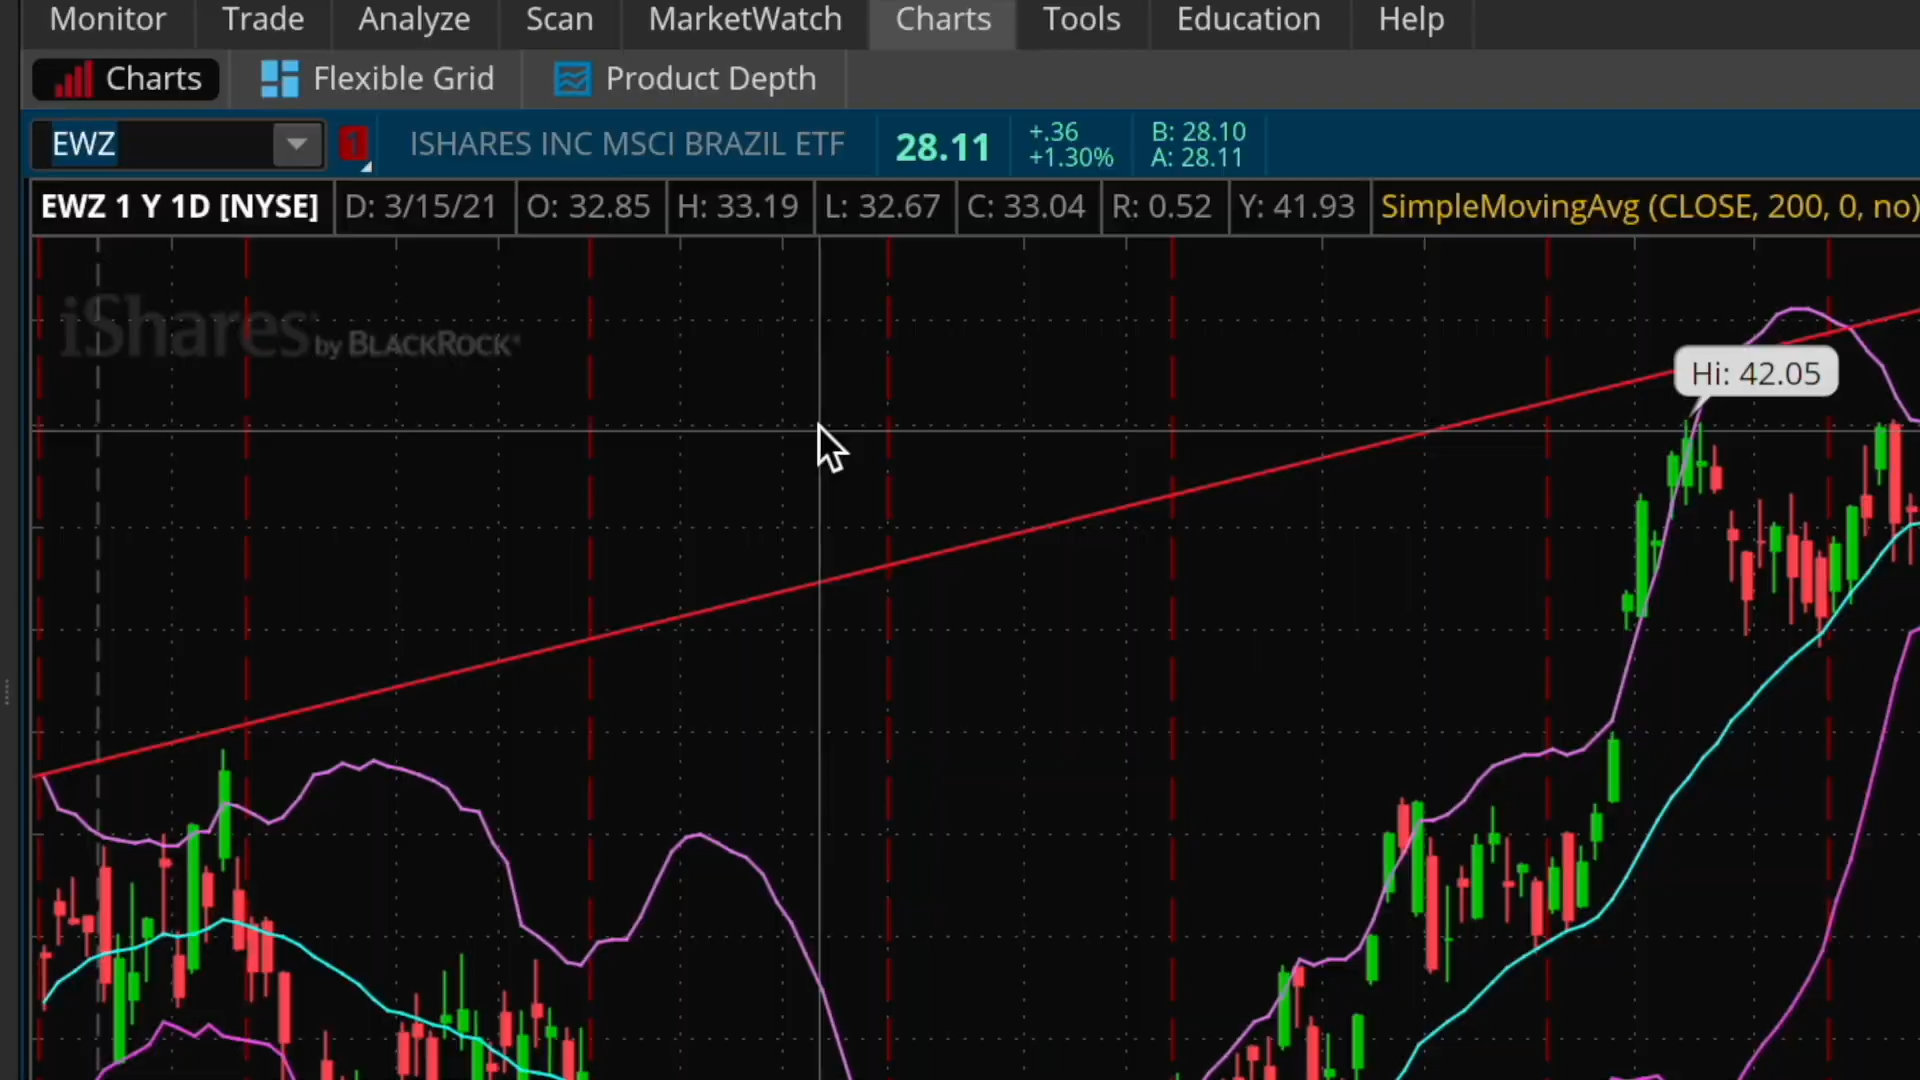 Monitor Trade Analyze Scan MarketWatch Charts Tools Education Help
Charts Flexible Grid Product Depth
EWZ 1 ISHARES INC MSCI BRAZIL ETF 28.11 +.36 B: 28.10
+1.30% A: 28.11
EWZ 1 Y 1D [NYSE] D: 3/15/21 O: 32.85 H: 33.19 L: 32.67 C: 33.04 R: 0.52 Y: 41.93 SimpleMovingAvg (CLOSE, 200, 0, no)
iShares by BLACKROCK®
Hi: 42.05